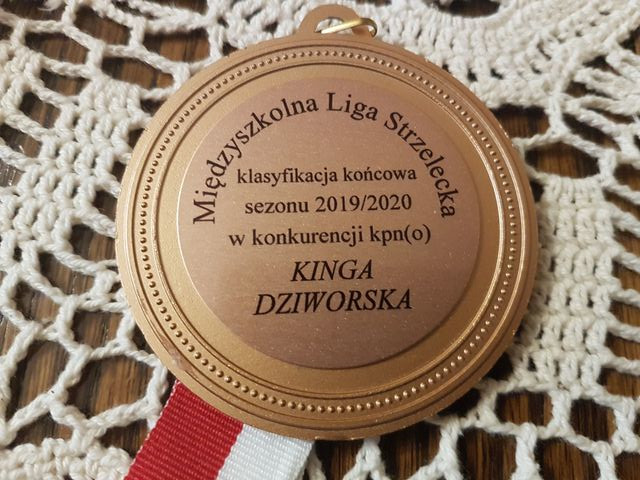 Międzyszkolna Liga Strzelecka
klasyfikacja końcowa
sezonu 2019/2020
w konkurencji kpn(o)
KINGA
DZIWORSKA